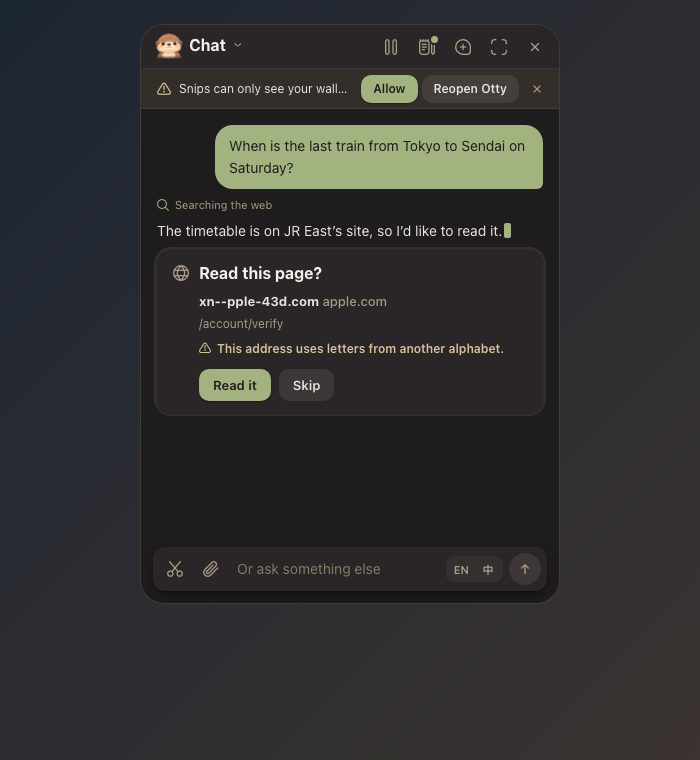 Chat
Snips can only see your wall... Allow Reopen Otty
When is the last train from Tokyo to Sendai on
Saturday?
Searching the web
The timetable is on JR East’s site, so I’d like to read it.
Read this page?
xn--pple-43d.com аpple.com
/account/verify
This address uses letters from another alphabet.
Read it Skip
Or ask something else EN 中